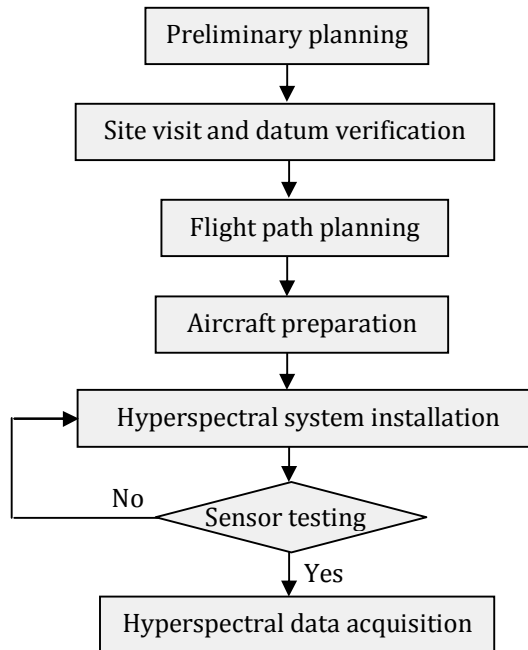 Preliminary planning
Site visit and datum verification
Flight path planning
Aircraft preparation
Hyperspectral system installation
No
Sensor testing
Yes
Hyperspectral data acquisition